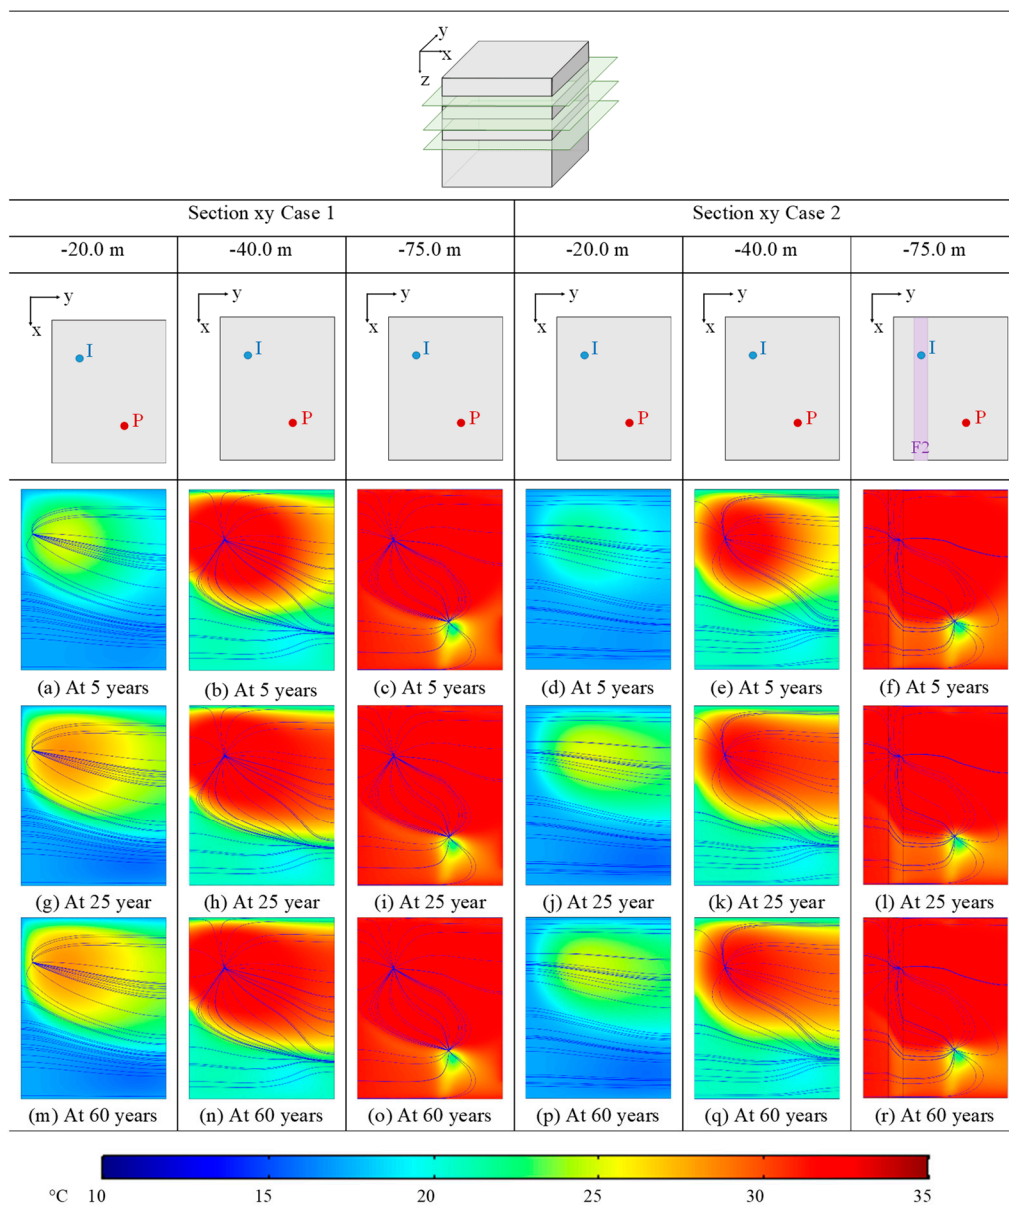 y
x
z
Section xy Case 1 Section xy Case 2
-20.0 m -40.0 m -75.0 m -20.0 m -40.0 m -75.0 m
y y y y y y
x x x x x x
I I I I I I
P P P P P P
F2
(a) At 5 years (b) At 5 years (c) At 5 years (d) At 5 years (e) At 5 years (f) At 5 years
(g) At 25 year (h) At 25 year (i) At 25 year (j) At 25 year (k) At 25 year (l) At 25 years
(m) At 60 years (n) At 60 years (o) At 60 years (p) At 60 years (q) At 60 years (r) At 60 years
°C 10 15 20 25 30 35